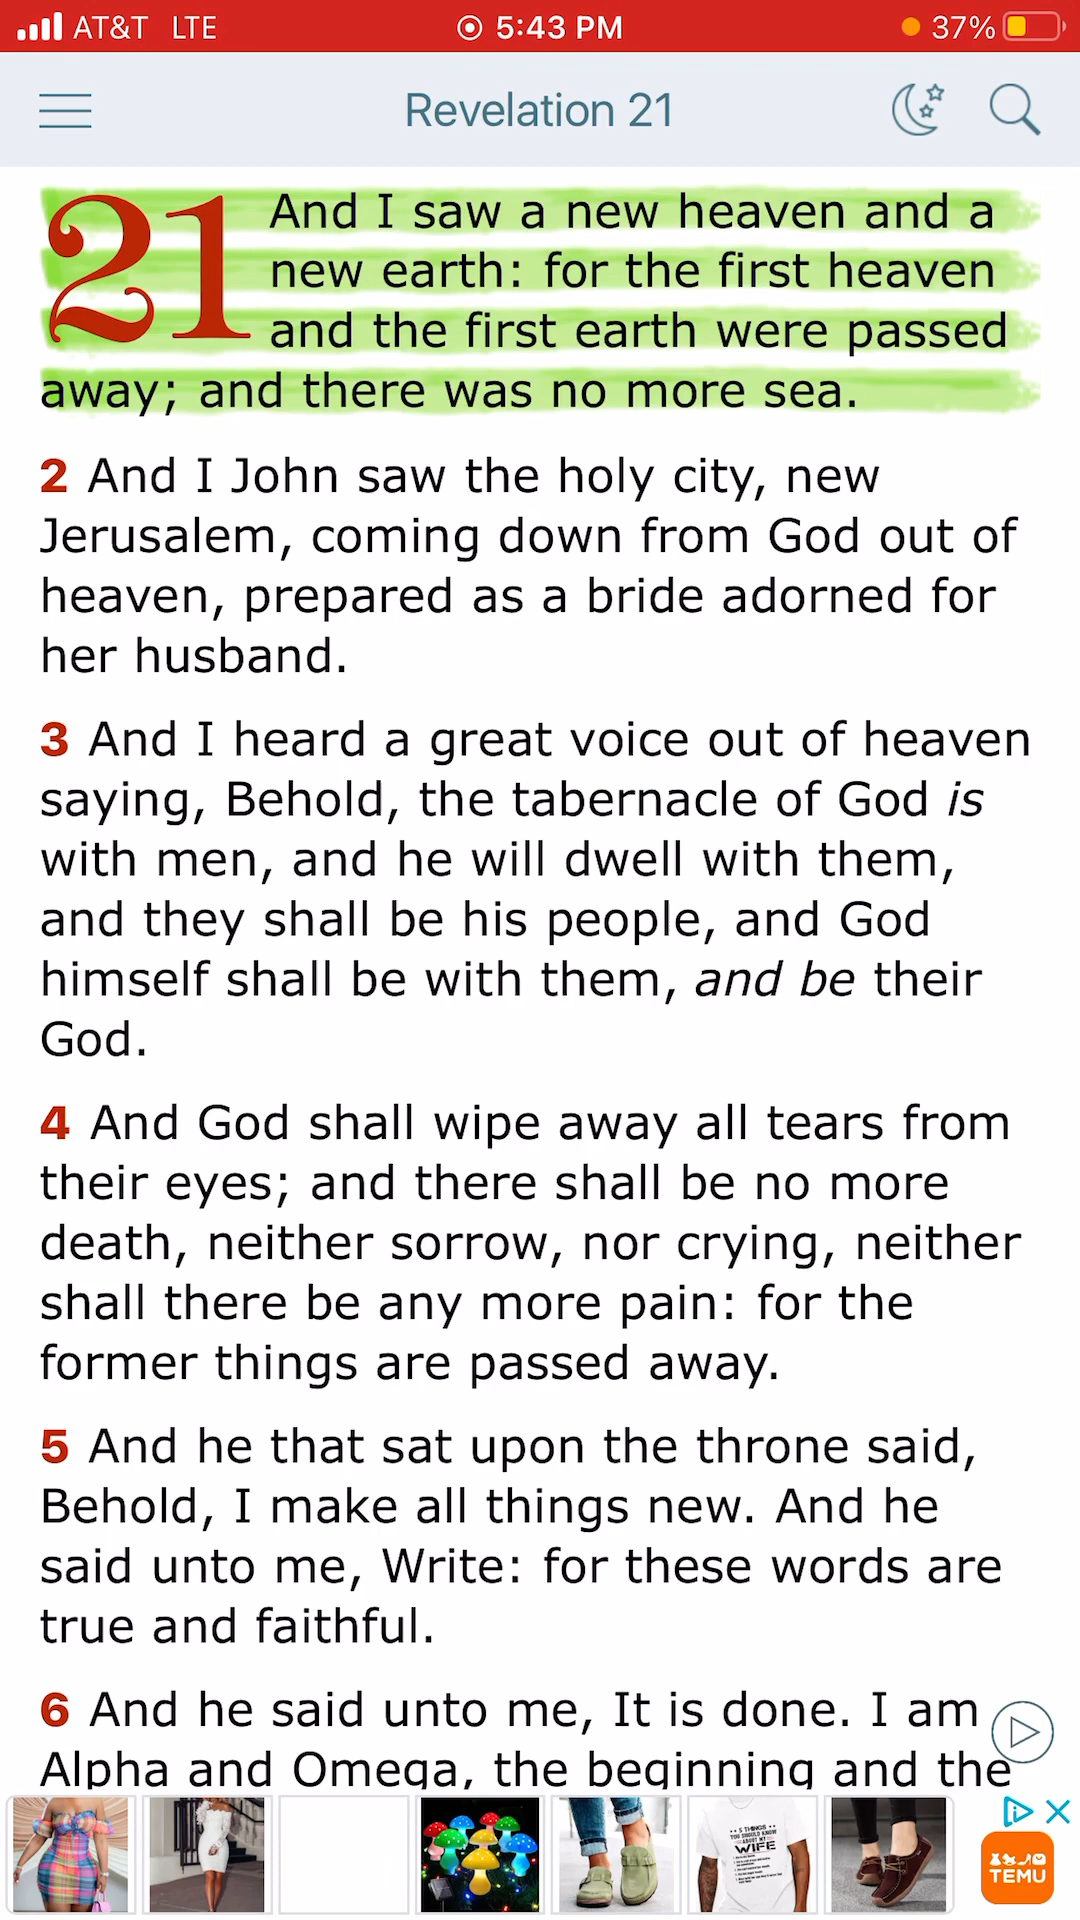 AT&T LTE 5:43 PM 37%
Revelation 21
21 And I saw a new heaven and a
new earth: for the first heaven
and the first earth were passed
away; and there was no more sea.
2 And I John saw the holy city, new
Jerusalem, coming down from God out of
heaven, prepared as a bride adorned for
her husband.
3 And I heard a great voice out of heaven
saying, Behold, the tabernacle of God is
with men, and he will dwell with them,
and they shall be his people, and God
himself shall be with them, and be their
God.
4 And God shall wipe away all tears from
their eyes; and there shall be no more
death, neither sorrow, nor crying, neither
shall there be any more pain: for the
former things are passed away.
5 And he that sat upon the throne said,
Behold, I make all things new. And he
said unto me, Write: for these words are
true and faithful.
6 And he said unto me, It is done. I am
Alpha and Omega, the beginning and the
5 THINGS
YOU SHOULD KNOW
ABOUT MY
WIFE
TEMU